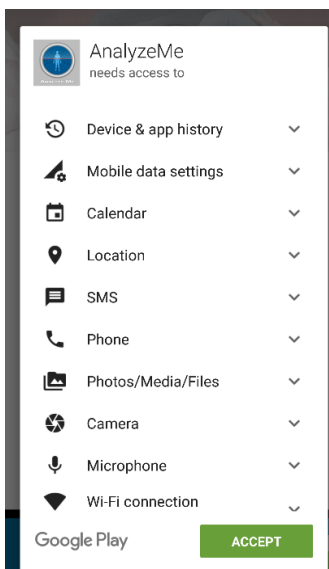 AnalyzeMe
needs access to
Device & app history
Mobile data settings
Calendar
Location
SMS
Phone
Photos/Media/Files
Camera
Microphone
Wi-Fi connection
Google Play
ACCEPT